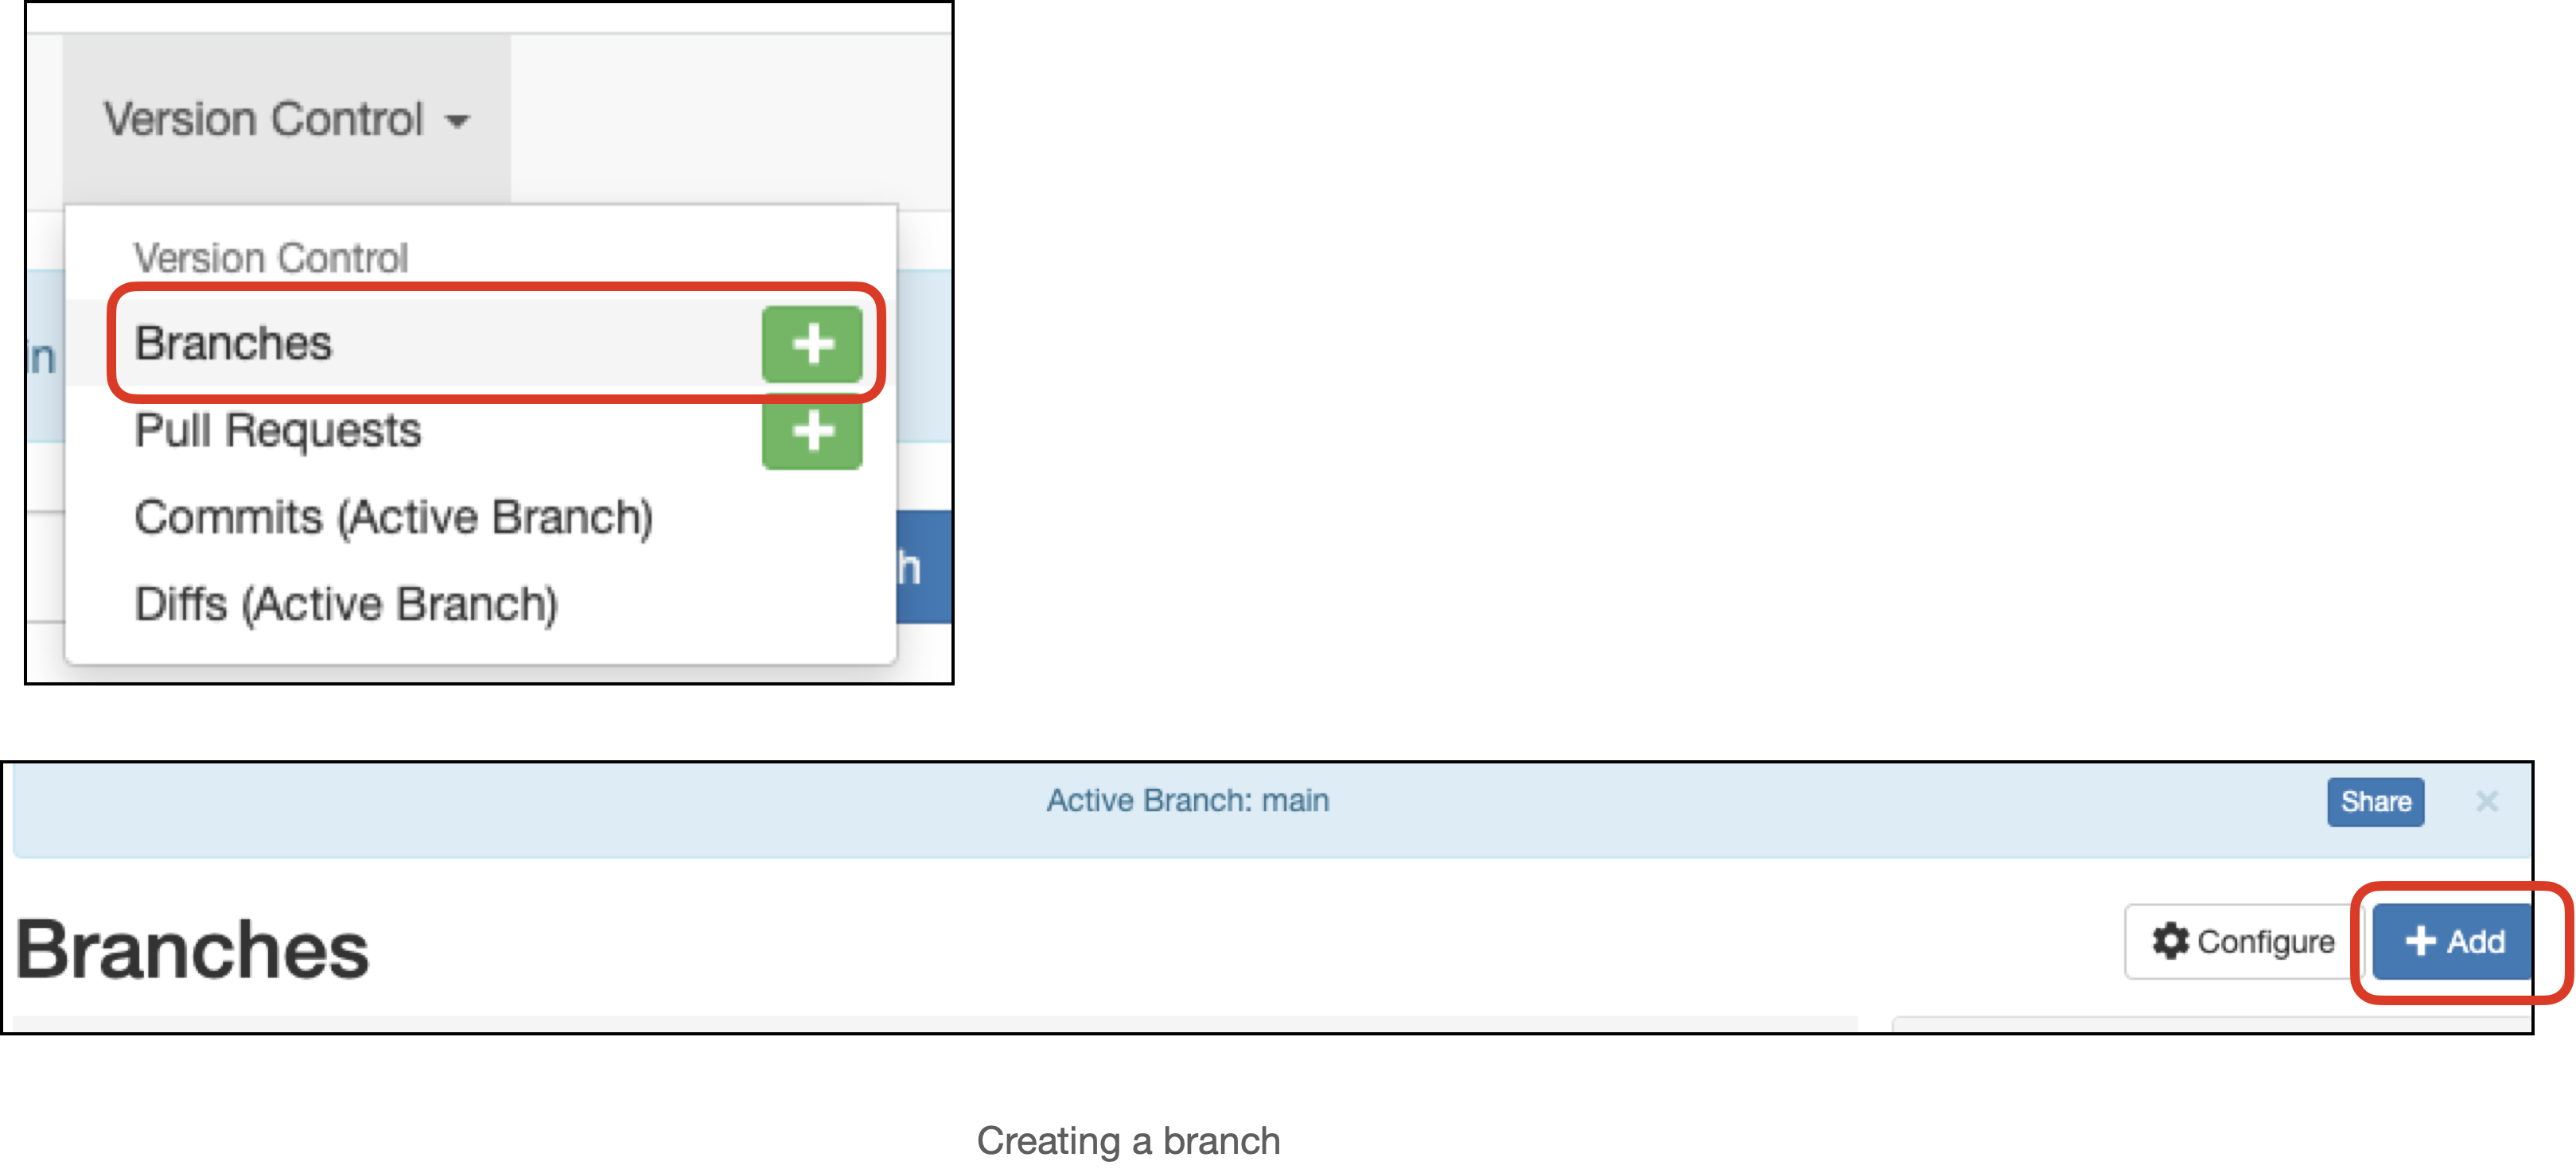 Version Control
Version Control
Branches
in
Pull Requests
Commits (Active Branch)
h
Diffs (Active Branch)
Active Branch: main
Share
Branches
Configure
Add
Creating a branch